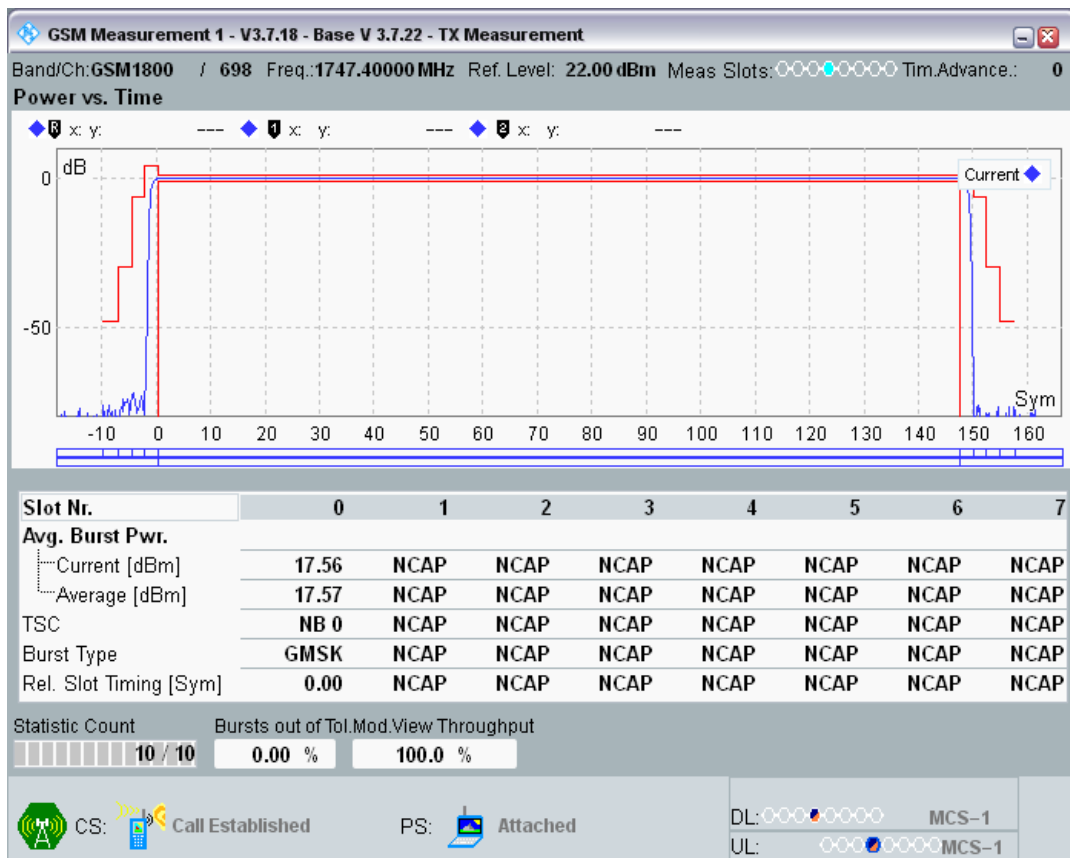 GSM Measurement 1 - V3.7.18 - Base V 3.7.22 - TX Measurement
Band/Ch:GSM1800 / 698 Freq.:1747.40000 MHz Ref. Level: 22.00 dBm Meas Slots: Tim.Advance.: 0
Power vs. Time
R x: y: --- 1 x: y: --- 2 x: y: ---
dB
Current
0
-50
Sym
-10 0 10 20 30 40 50 60 70 80 90 100 110 120 130 140 150 160
Slot Nr. 0 1 2 3 4 5 6 7
Avg. Burst Pwr.
Current [dBm] 17.56 NCAP NCAP NCAP NCAP NCAP NCAP NCAP
Average [dBm] 17.57 NCAP NCAP NCAP NCAP NCAP NCAP NCAP
TSC NB 0 NCAP NCAP NCAP NCAP NCAP NCAP NCAP
Burst Type GMSK NCAP NCAP NCAP NCAP NCAP NCAP NCAP
Rel. Slot Timing [Sym] 0.00 NCAP NCAP NCAP NCAP NCAP NCAP NCAP
Statistic Count Bursts out of Tol.Mod.View Throughput
10 / 10 0.00 % 100.0 %
CS: Call Established PS: Attached
DL: MCS-1
UL: MCS-1